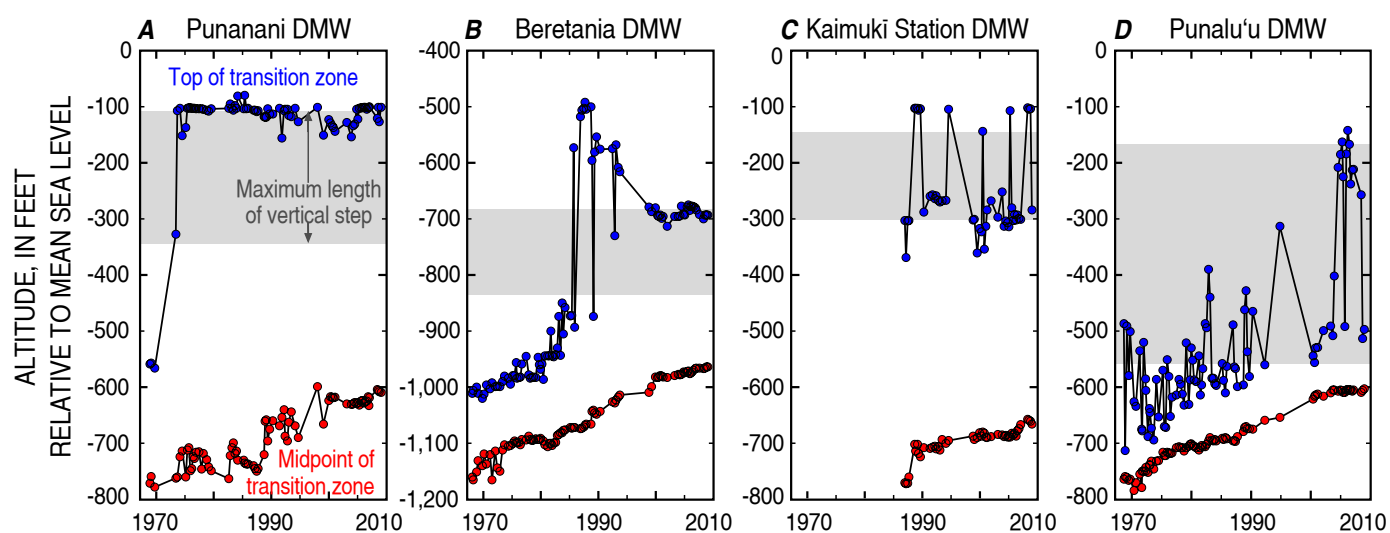 A Punanani DMW
B Beretania DMW
C Kaimukī Station DMW
D Punalu‘u DMW
ALTITUDE, IN FEET
RELATIVE TO MEAN SEA LEVEL
0
-100
-200
-300
-400
-500
-600
-700
-800
Top of transition zone
Maximum length
of vertical step
Midpoint of
transition zone
1970 1990 2010
-400
-500
-600
-700
-800
-900
-1,000
-1,100
-1,200
1970 1990 2010
0
-100
-200
-300
-400
-500
-600
-700
-800
1970 1990 2010
0
-100
-200
-300
-400
-500
-600
-700
-800
1970 1990 2010